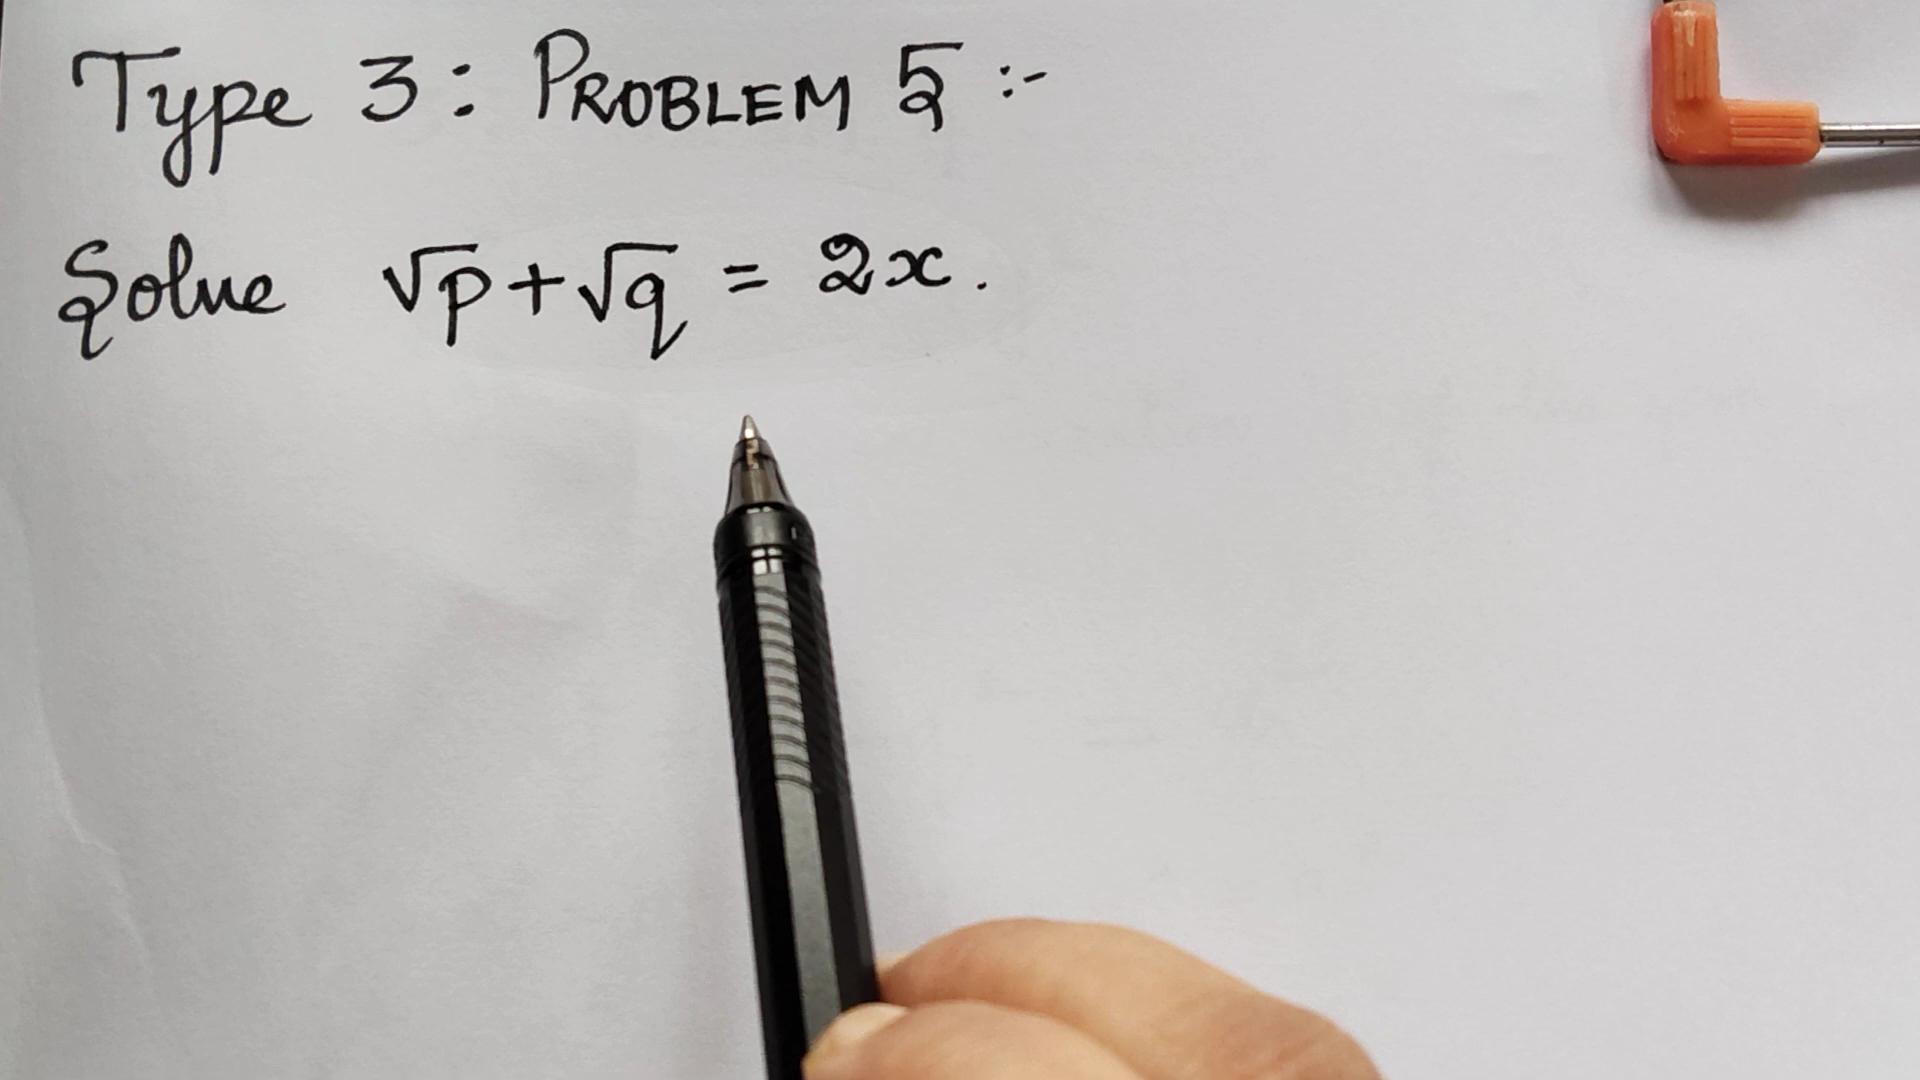 Type 3: PROBLEM 5 :-
Solve √p + √q = 2x.